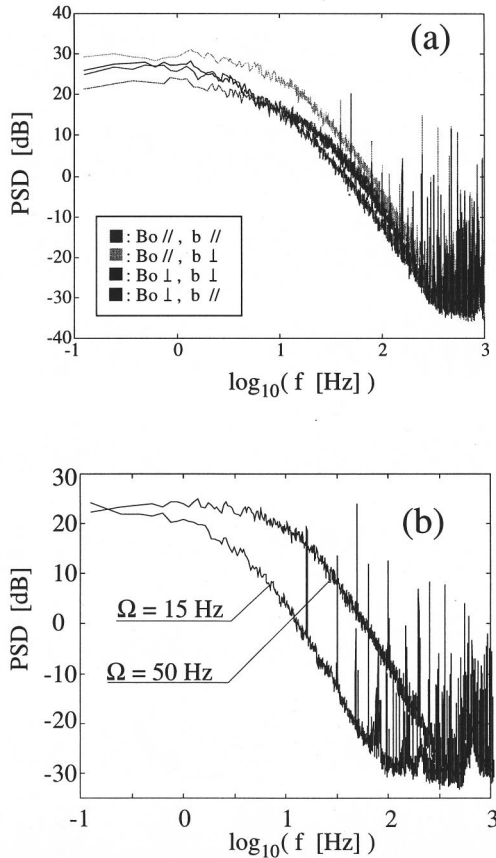 (a)
PSD [dB]
40
30
20
10
0
-10
-20
-30
-40
■: Bo //, b //
■: Bo //, b ⊥
■: Bo ⊥, b ⊥
■: Bo ⊥, b //
-1 0 1 2 3
log10( f [Hz] )
(b)
PSD [dB]
30
20
10
0
-10
-20
-30
Ω = 15 Hz
Ω = 50 Hz
-1 0 1 2 3
log10( f [Hz] )